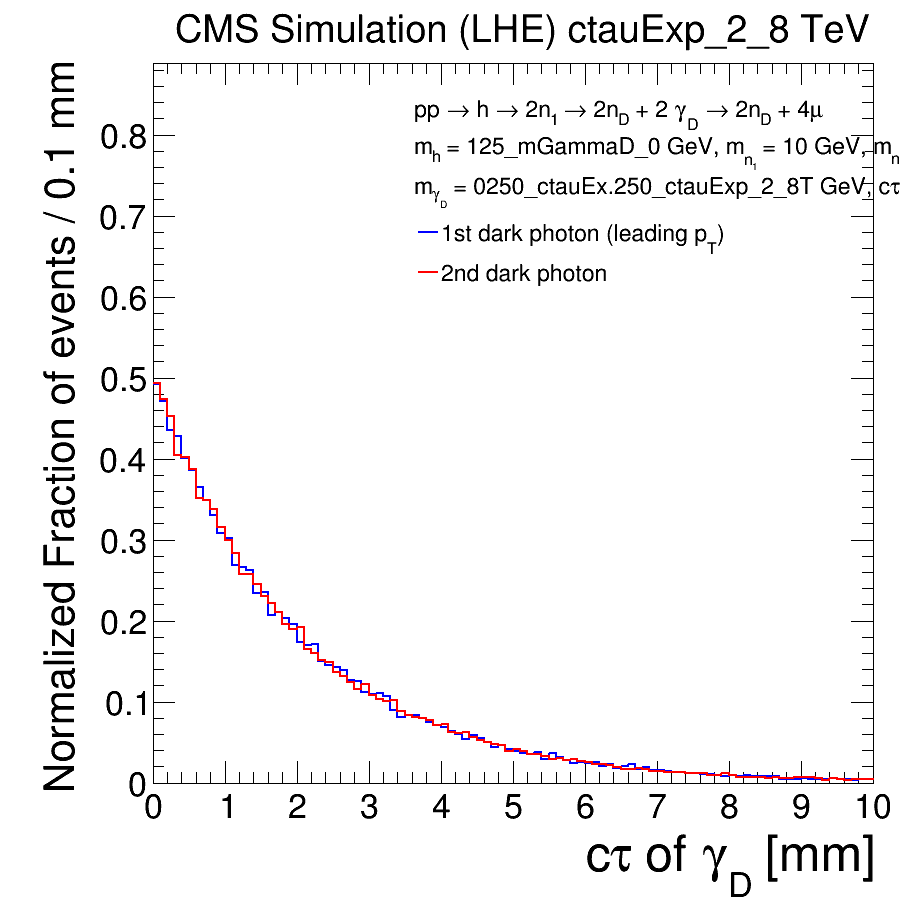 CMS Simulation (LHE) ctauExp_2_8 TeV
pp → h → 2n1 → 2nD + 2 γD → 2nD + 4μ
mh = 125_mGammaD_0 GeV, mn1 = 10 GeV, mn
mγD = 0250_ctauEx.250_ctauExp_2_8T GeV, cτ
1st dark photon (leading pT)
2nd dark photon
Normalized Fraction of events / 0.1 mm
0.8
0.7
0.6
0.5
0.4
0.3
0.2
0.1
0
0 1 2 3 4 5 6 7 8 9 10
cτ of γD [mm]